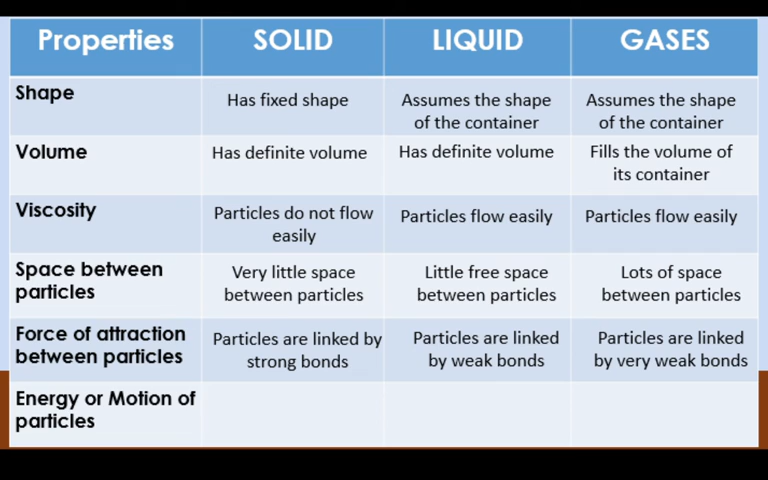 Properties SOLID LIQUID GASES
Shape
Has fixed shape
Assumes the shape
of the container
Assumes the shape
of the container
Volume
Has definite volume
Has definite volume
Fills the volume of
its container
Viscosity
Particles do not flow
easily
Particles flow easily
Particles flow easily
Space between
particles
Very little space
between particles
Little free space
between particles
Lots of space
between particles
Force of attraction
between particles
Particles are linked by
strong bonds
Particles are linked
by weak bonds
Particles are linked
by very weak bonds
Energy or Motion of
particles